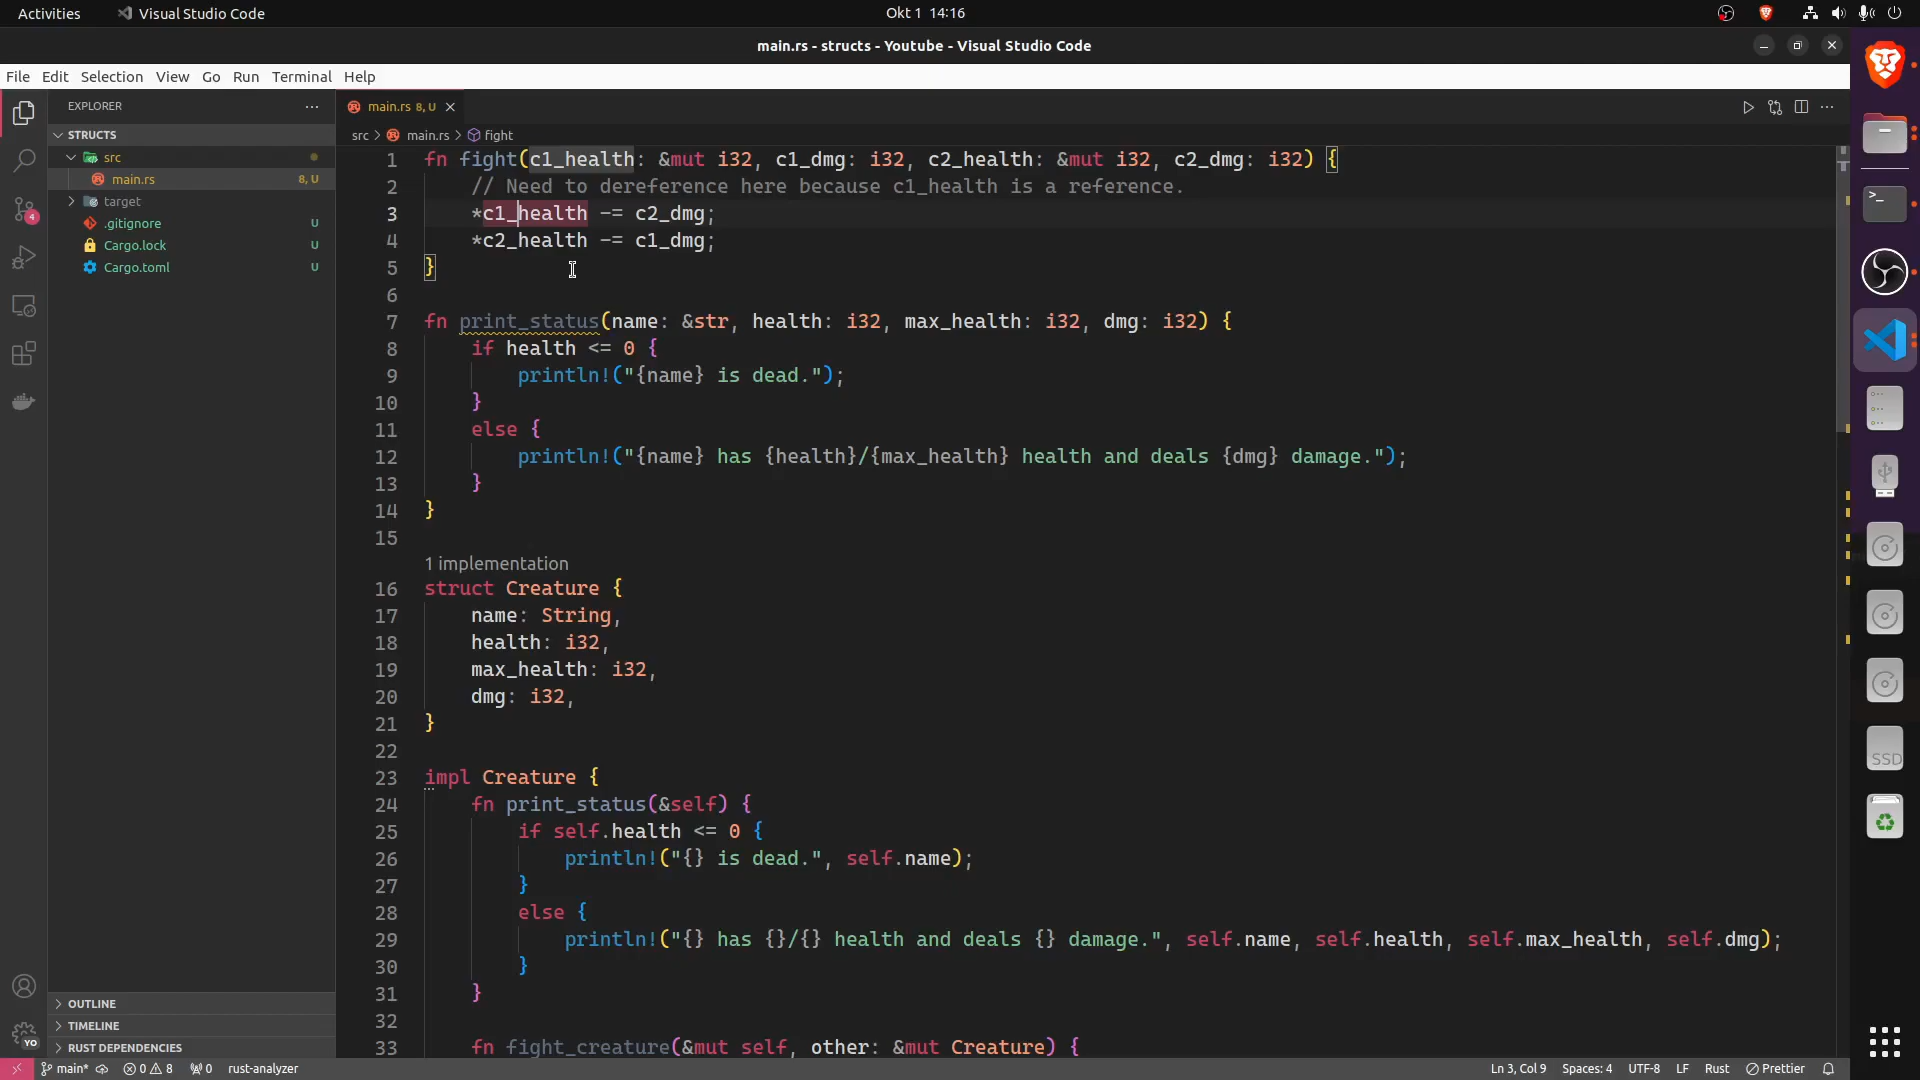 Activities
Visual Studio Code
Okt 1 14:16
main.rs - structs - Youtube - Visual Studio Code
File Edit Selection View Go Run Terminal Help
EXPLORER
STRUCTS
src
main.rs 8, U
target
.gitignore U
Cargo.lock U
Cargo.toml U
4
YO
OUTLINE
TIMELINE
RUST DEPENDENCIES
main.rs 8, U
src > main.rs > fight
1 fn fight(c1_health: &mut i32, c1_dmg: i32, c2_health: &mut i32, c2_dmg: i32) {
2 // Need to dereference here because c1_health is a reference.
3 *c1_health -= c2_dmg;
4 *c2_health -= c1_dmg;
5 }
6
7 fn print_status(name: &str, health: i32, max_health: i32, dmg: i32) {
8 if health <= 0 {
9 println!("{name} is dead.");
10 }
11 else {
12 println!("{name} has {health}/{max_health} health and deals {dmg} damage.");
13 }
14 }
15
1 implementation
16 struct Creature {
17 name: String,
18 health: i32,
19 max_health: i32,
20 dmg: i32,
21 }
22
23 impl Creature {
24 fn print_status(&self) {
25 if self.health <= 0 {
26 println!("{} is dead.", self.name);
27 }
28 else {
29 println!("{} has {}/{} health and deals {} damage.", self.name, self.health, self.max_health, self.dmg);
30 }
31 }
32
33 fn fight_creature(&mut self, other: &mut Creature) {
SSD
main* 0 8 0 rust-analyzer
Ln 3, Col 9 Spaces: 4 UTF-8 LF Rust Prettier